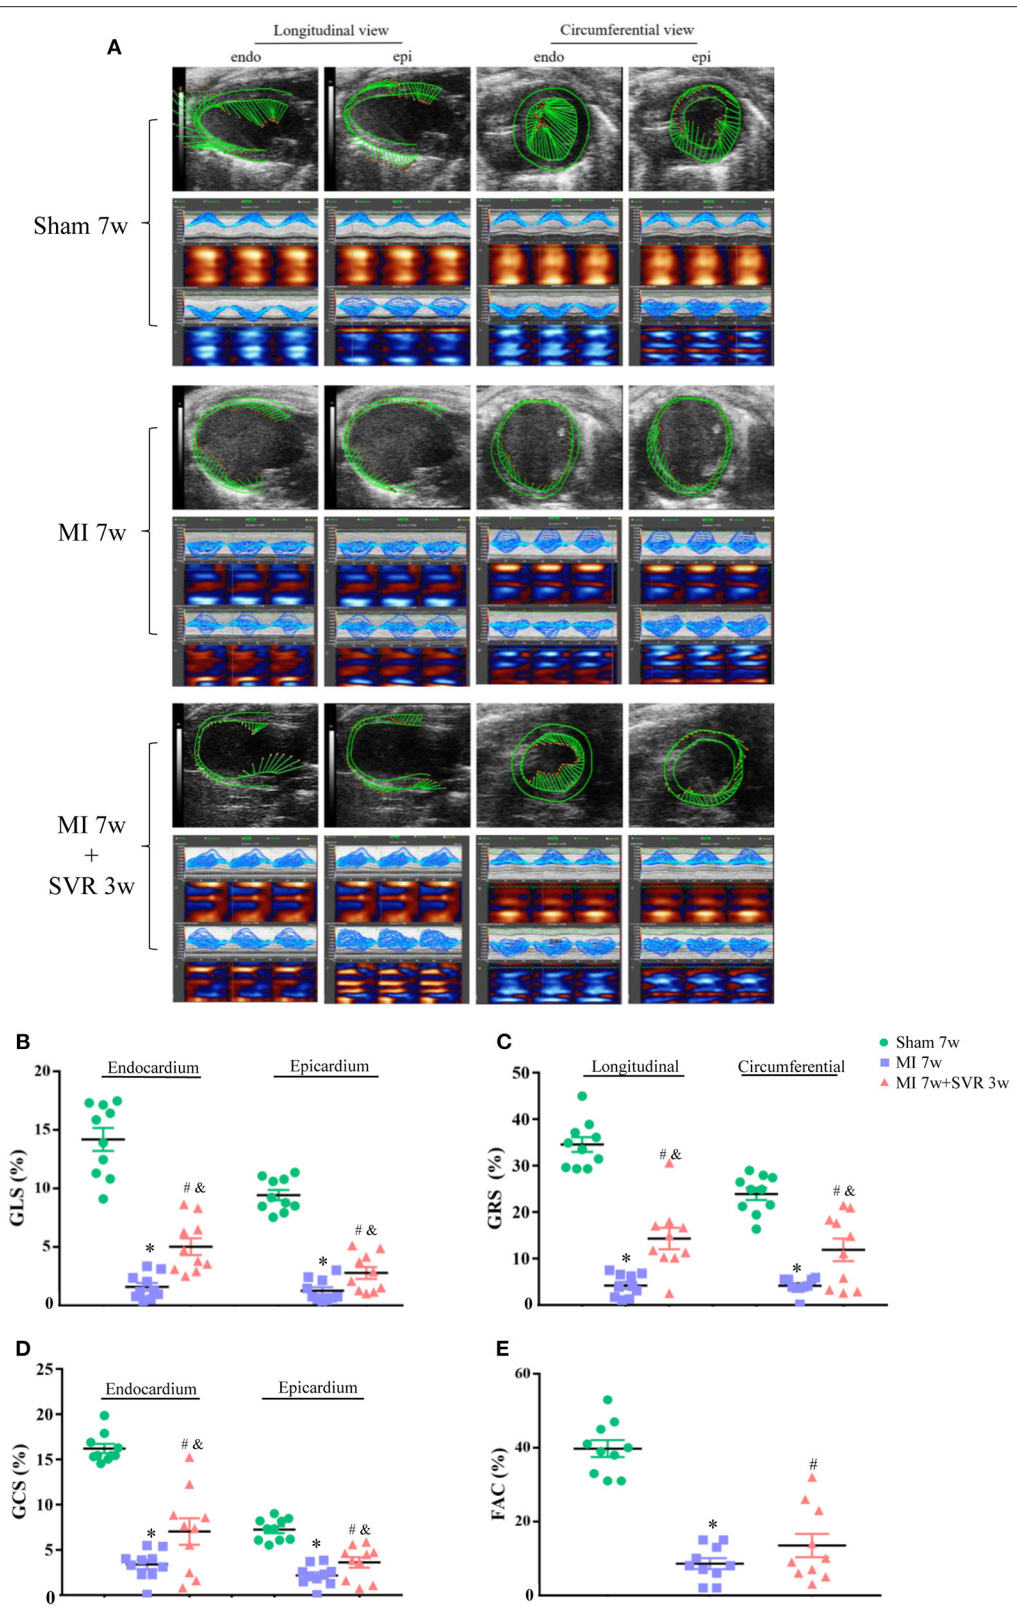 A
Longitudinal view
Circumferential view
endo
epi
endo
epi
Sham 7w
MI 7w
MI 7w
+
SVR 3w
B
Endocardium
Epicardium
GLS (%)
20
15
10
5
0
* # & * # &
C
Longitudinal
Circumferential
GRS (%)
50
40
30
20
10
0
* # & * # &
Sham 7w
MI 7w
MI 7w+SVR 3w
D
Endocardium
Epicardium
GCS (%)
25
20
15
10
5
0
* # & * # &
E
FAC (%)
60
40
20
0
* #